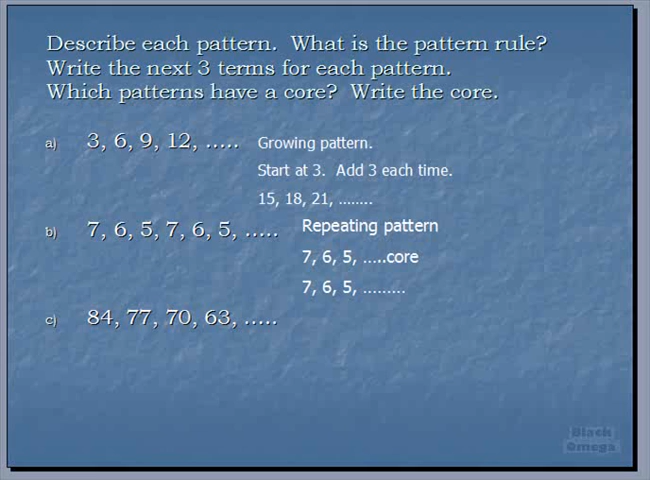 Describe each pattern. What is the pattern rule?
Write the next 3 terms for each pattern.
Which patterns have a core? Write the core.
a) 3, 6, 9, 12, ….. Growing pattern.
Start at 3. Add 3 each time.
15, 18, 21, ……..
b) 7, 6, 5, 7, 6, 5, ….. Repeating pattern
7, 6, 5, …..core
7, 6, 5, ………
c) 84, 77, 70, 63, …..
Black
Omega